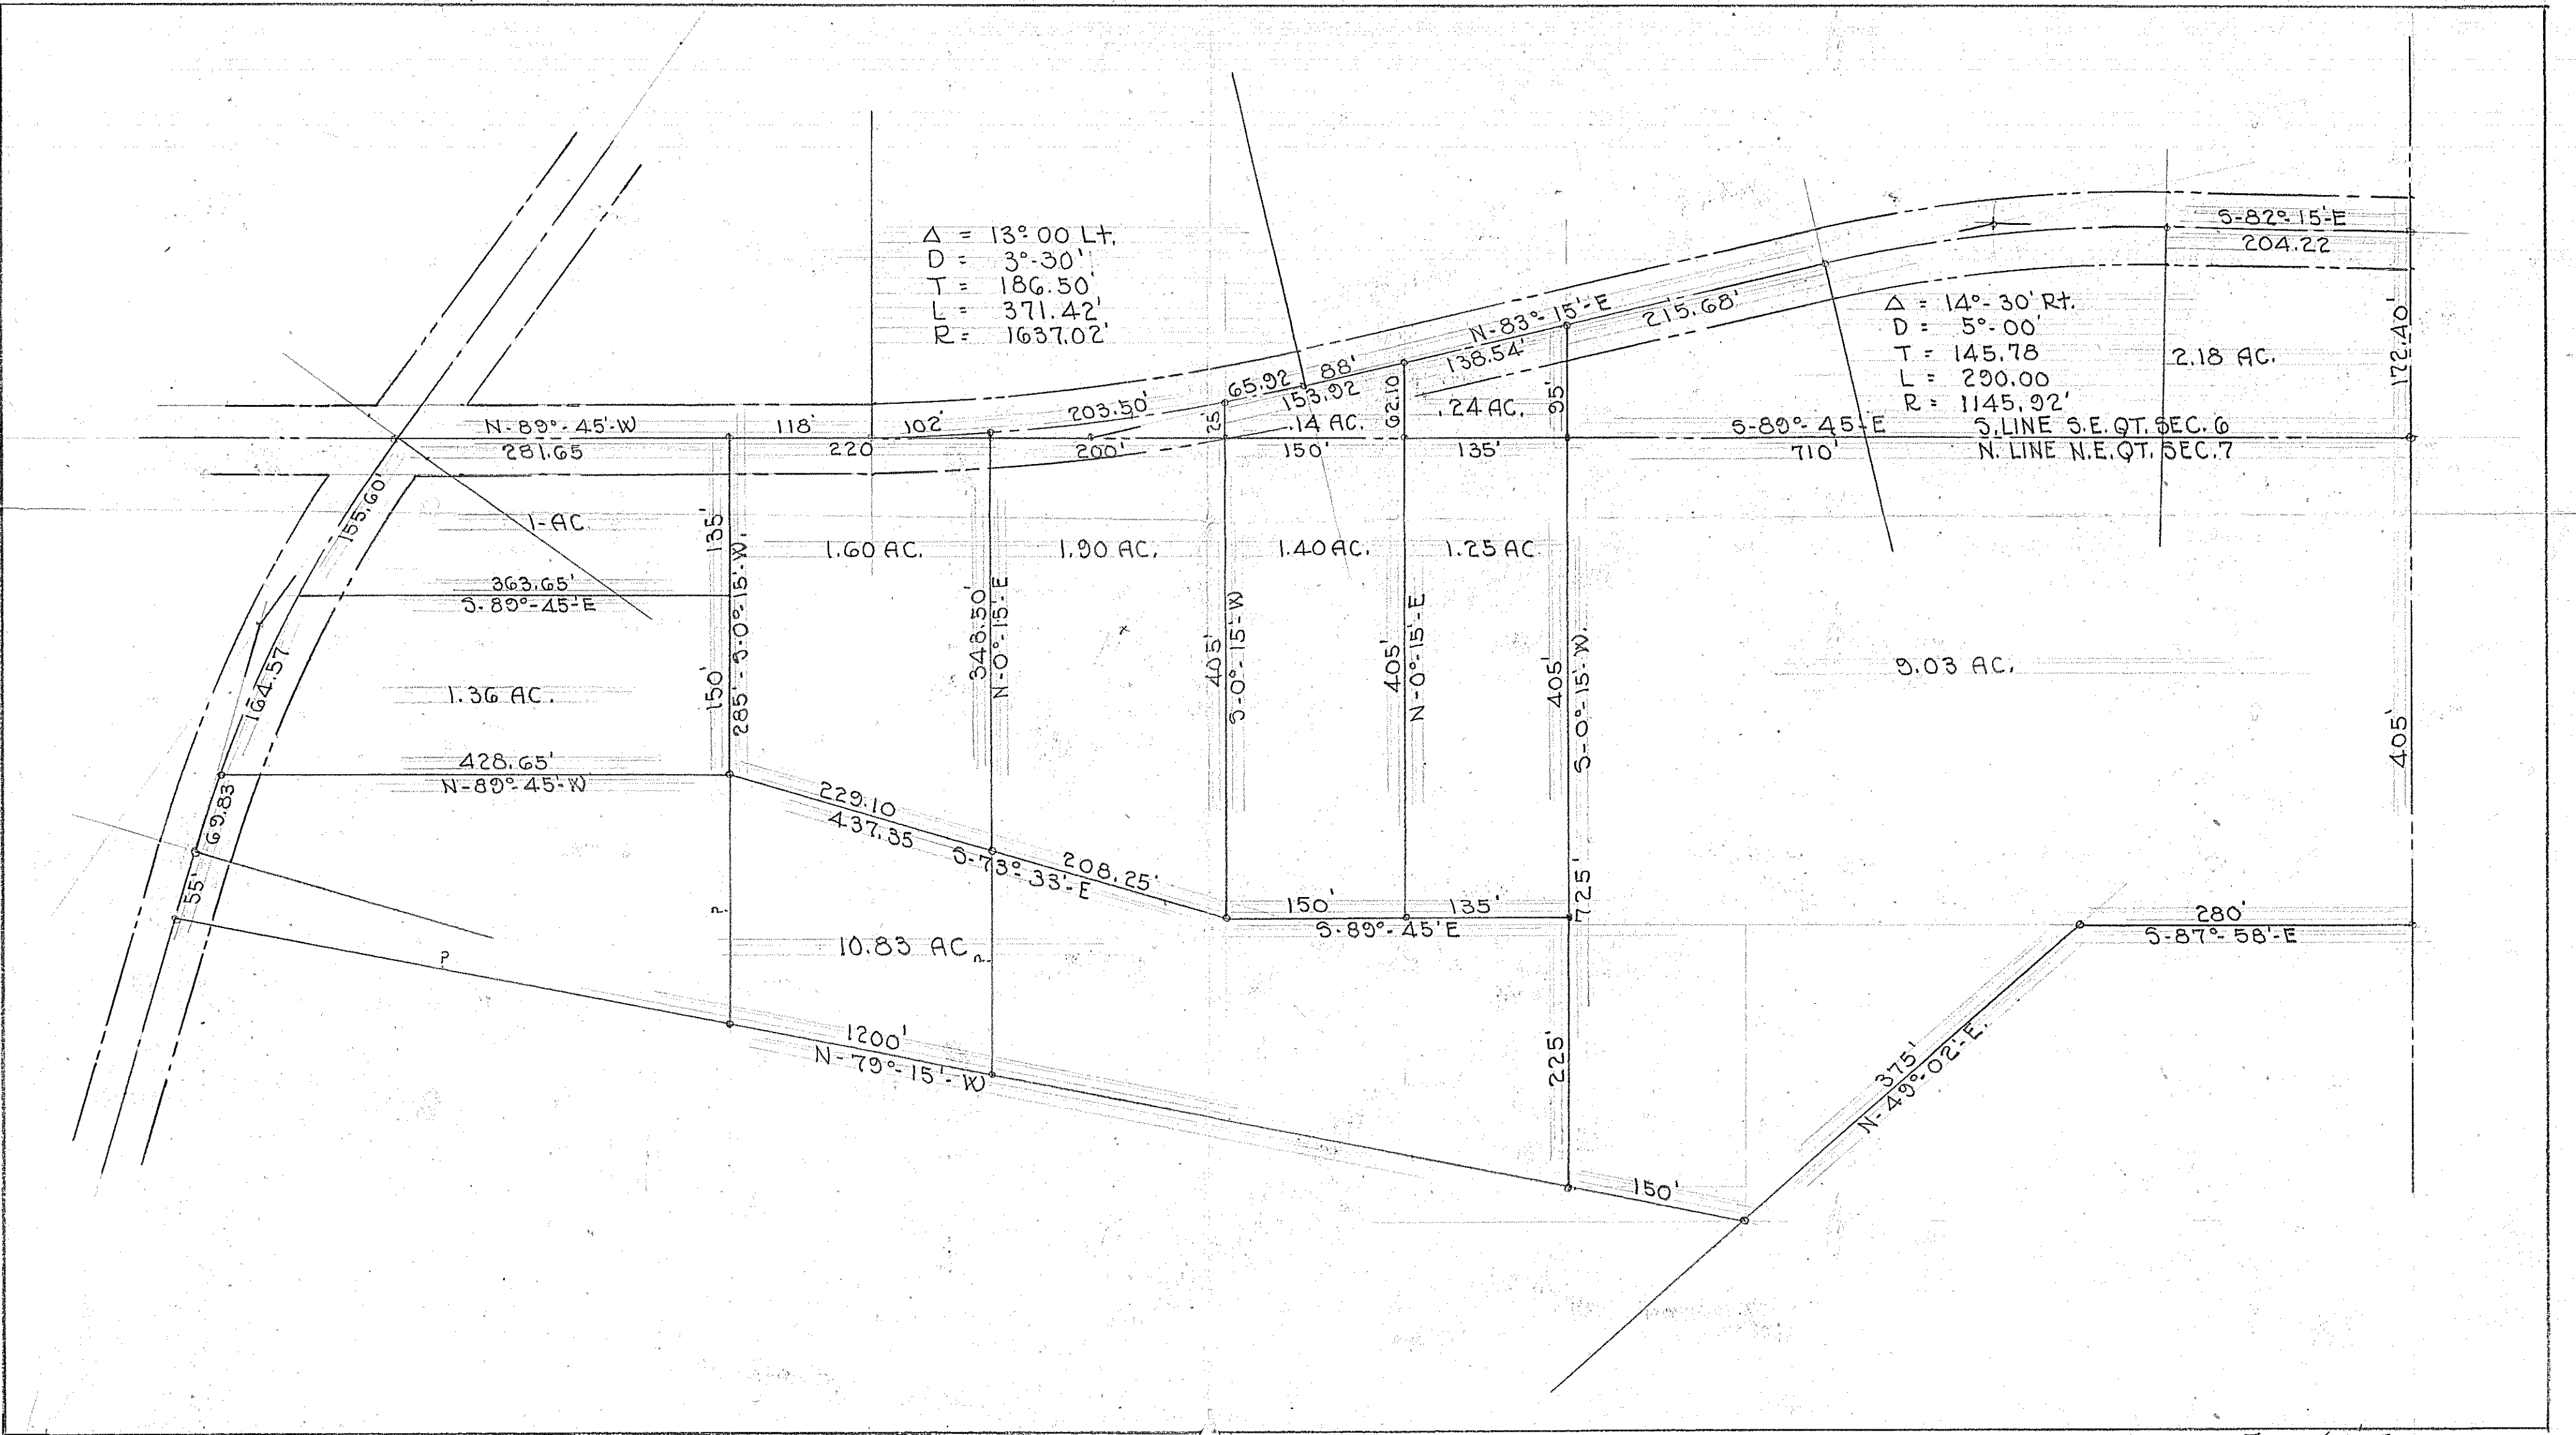 Δ = 13°-00 Lt.
D = 3°-30'
T = 186.50'
L = 371.42'
R = 1637.02'
S-82°-15'-E
204.22
Δ = 14°-30' Rt.
D = 5°-00'
T = 145.78
L = 290.00
R = 1145.92'
2.18 AC.
172.40'
N-83°-15'-E
215.68'
138.54'
88'
65.92
153.92
203.50'
25'
62.10
95'
.14 AC.
.24 AC.
N-89°-45'-W
281.65
118'
102'
220
200'
150'
135'
S-89°-45'-E
710'
S. LINE S.E. QT. SEC. 6
N. LINE N.E. QT. SEC. 7
155.60'
1-AC.
135'
363.65'
S-89°-45'-E
1.60 AC.
1.90 AC.
1.40 AC.
1.25 AC.
285'-S-0°-15'-W.
348.50'
N-0°-15'-E
405'
S-0°-15'-W
405'
N-0°-15'-E
405'
S-0°-15'-W.
9.03 AC.
405'
164.57
1.36 AC.
150'
428.65'
N-89°-45'-W
69.83
55'
229.10
437.35
S-73°-33'-E
208.25'
150'
135'
S-89°-45'E
725'
280'
S-87°-58'-E
P
10.83 AC.
1200'
N-79°-15'-W
225'
150'
375'
N-49°-02'-E.